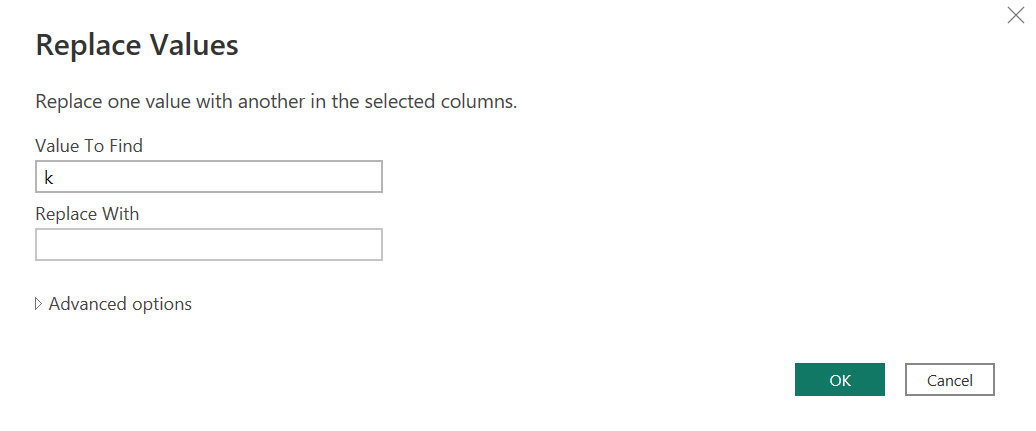 Replace Values
Replace one value with another in the selected columns.
Value To Find
k
Replace With
Advanced options
OK
Cancel